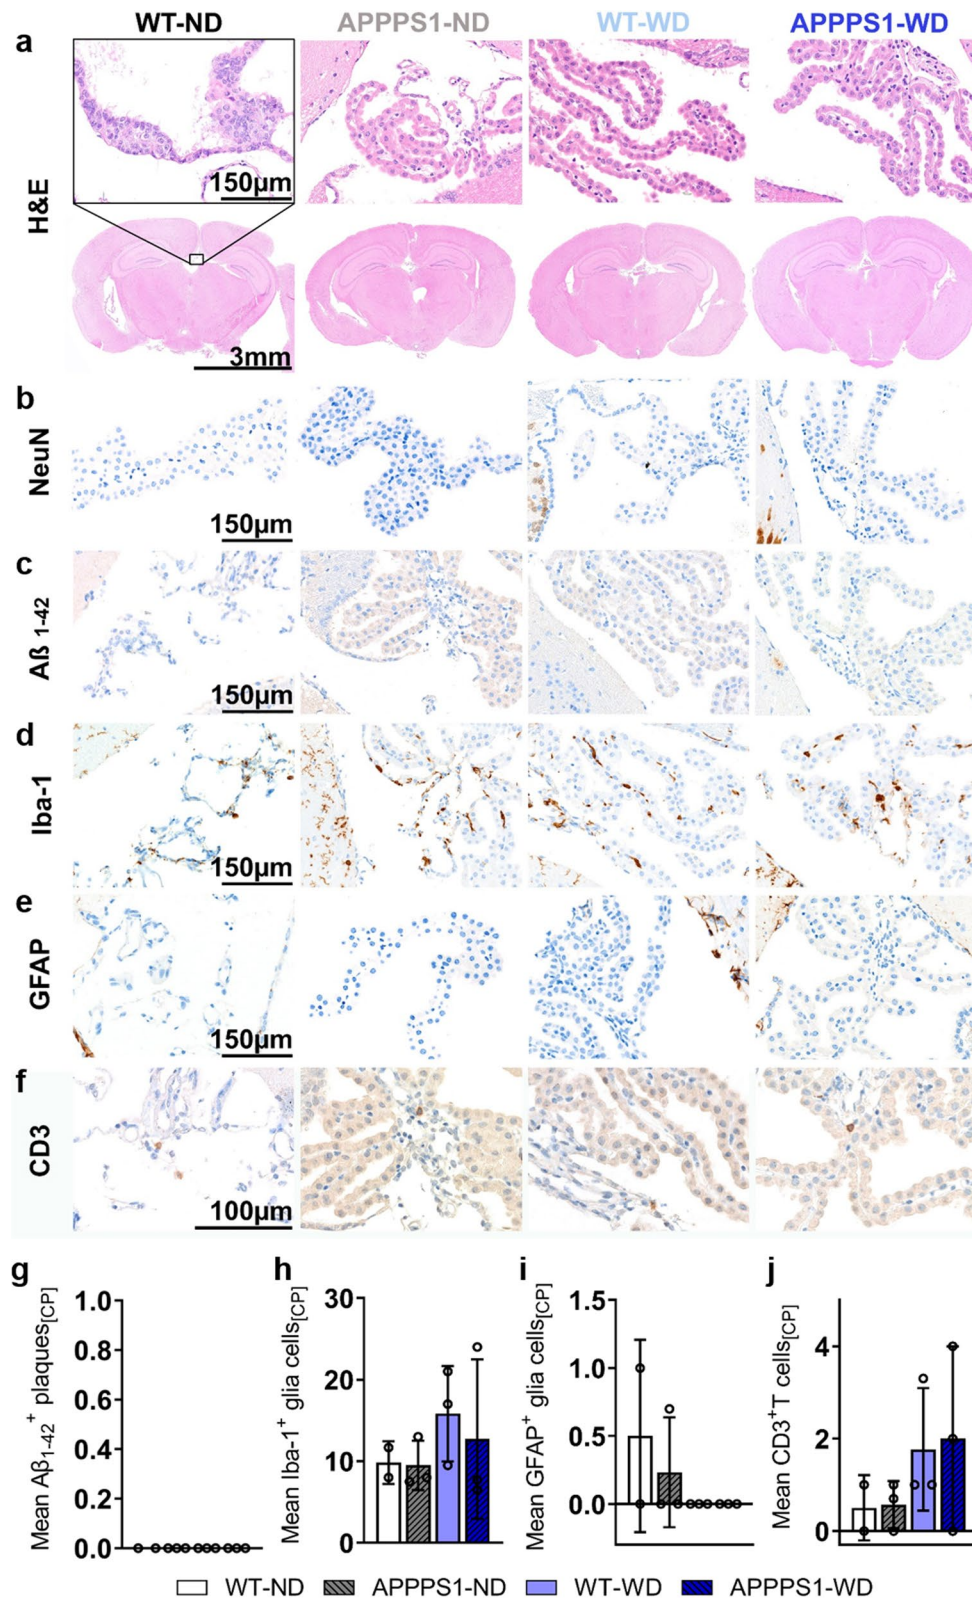 WT-ND APPPS1-ND WT-WD APPPS1-WD
a
H&E
150µm
3mm
b
NeuN
150µm
c
Aß 1-42
150µm
d
Iba-1
150µm
e
GFAP
150µm
f
CD3
100µm
g
Mean Aβ1-42+ plaques[CP]
1.0
0.8
0.6
0.4
0.2
0.0
h
Mean Iba-1+ glia cells[CP]
30
20
10
0
i
Mean GFAP+ glia cells[CP]
1.5
1.0
0.5
0.0
j
Mean CD3+T cells[CP]
4
2
0
WT-ND APPPS1-ND WT-WD APPPS1-WD